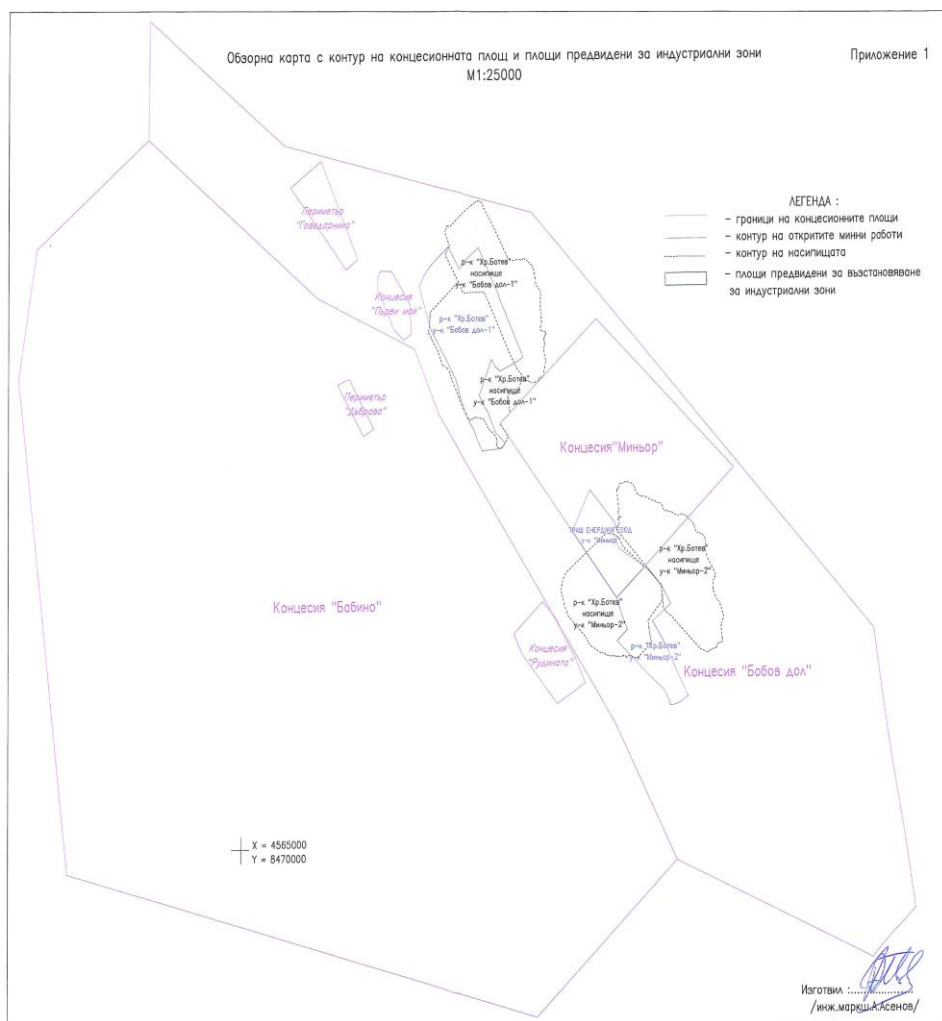 Обзорна карта с контур на концесионната площ и площи предвидени за индустриални зони
М1:25000
Приложение 1
ЛЕГЕНДА :
– граници на концесионните площи
– контур на откритите минни работи
– контур на насипищата
– площи предвидени за възстановяване
за индустриални зони
Периметър
"Говедарника"
Концесия
"Първи май"
Периметър
"Дъбрава"
р-к "Хр.Ботев"
насипище
у-к "Бобов дол-1"
р-к "Хр.Ботев"
у-к "Бобов дол-1"
р-к "Хр.Ботев"
насипище
у-к "Бобов дол-1"
Концесия"Миньор"
ЕНЕРДЖИ ЕООД
у-к "Миньор"
р-к "Хр.Ботев"
насипище
у-к "Миньор-2"
р-к "Хр.Ботев"
насипище
у-к "Миньор-2"
р-к "Хр.Ботев"
у-к "Миньор-2"
Концесия "Бабино"
Концесия
"Рудината"
Концесия "Бобов дол"
X = 4565000
Y = 8470000
Изготвил :
/инж.маркш.А.Асенов/